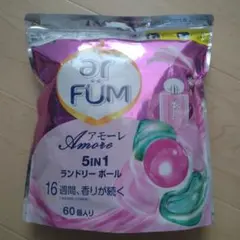 ar
FÜM
アモーレ
Amore
5IN1
ランドリー ボール
16週間、香りが続く
60個入り